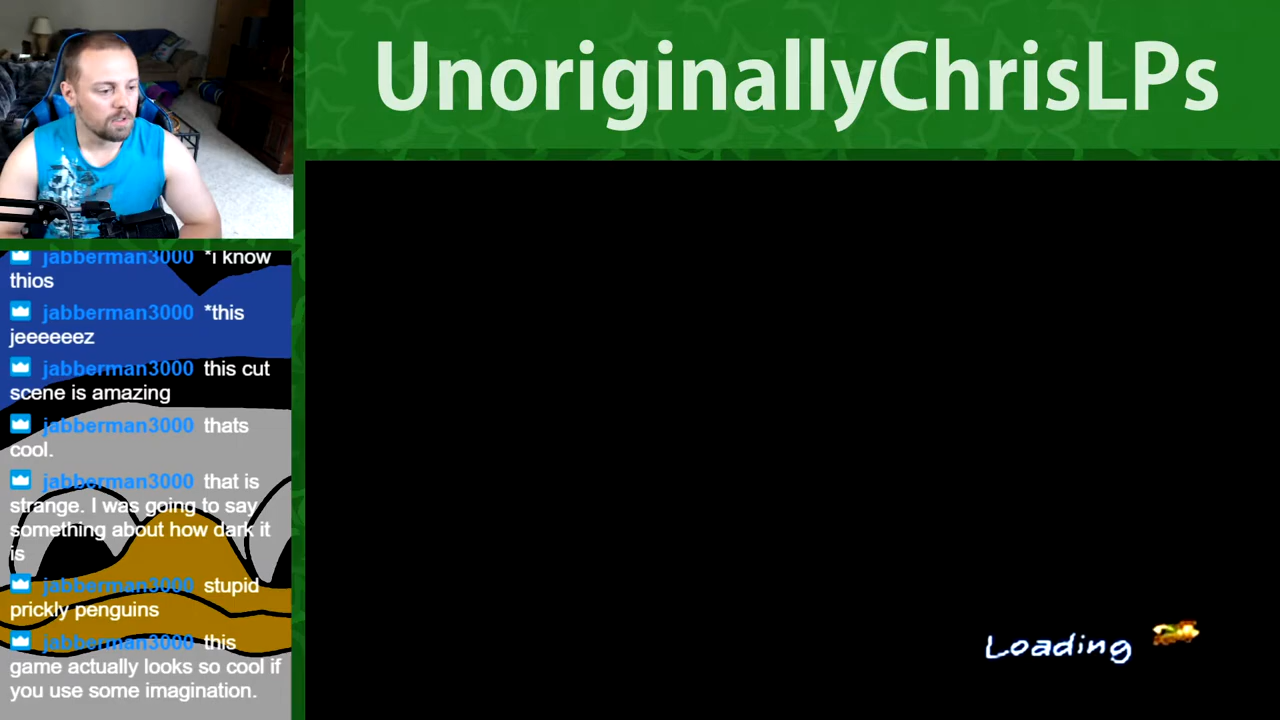 UnoriginallyChrisLPs
jabberman3000 *i know
thios
jabberman3000 *this
jeeeeeez
jabberman3000 this cut
scene is amazing
jabberman3000 thats
cool.
jabberman3000 that is
strange. I was going to say
something about how dark it
is
jabberman3000 stupid
prickly penguins
jabberman3000 this
game actually looks so cool if
you use some imagination.
Loading